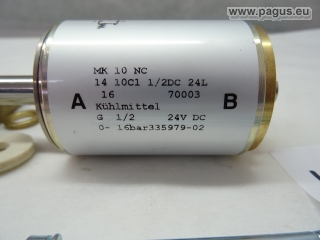 www.pagus.eu
MK 10 NC
14 10C1 1/2DC 24L
16 70003
A B
Kühlmittel
G 1/2 24V DC
0- 16bar335979-02